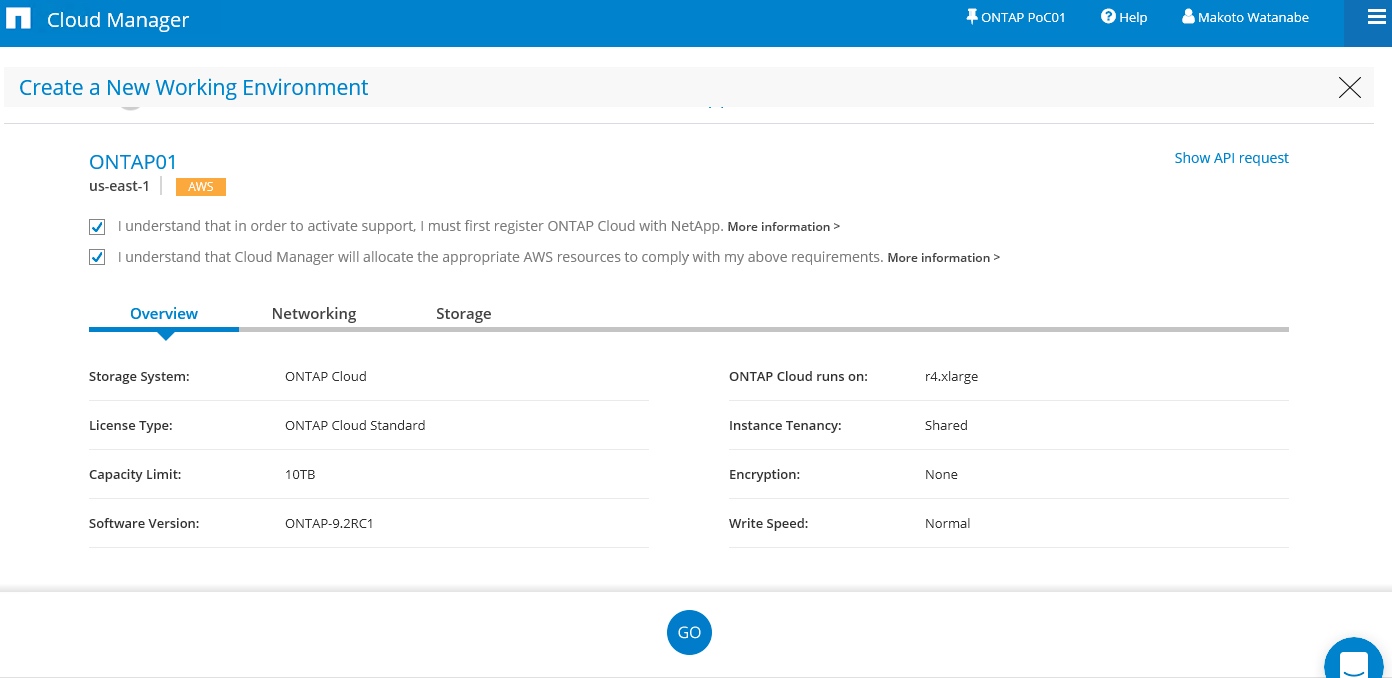 Cloud Manager ONTAP PoC01 Help Makoto Watanabe
Create a New Working Environment
ONTAP01 Show API request
us-east-1 AWS
I understand that in order to activate support, I must first register ONTAP Cloud with NetApp. More information >
I understand that Cloud Manager will allocate the appropriate AWS resources to comply with my above requirements. More information >
Overview Networking Storage
Storage System: ONTAP Cloud ONTAP Cloud runs on: r4.xlarge
License Type: ONTAP Cloud Standard Instance Tenancy: Shared
Capacity Limit: 10TB Encryption: None
Software Version: ONTAP-9.2RC1 Write Speed: Normal
GO